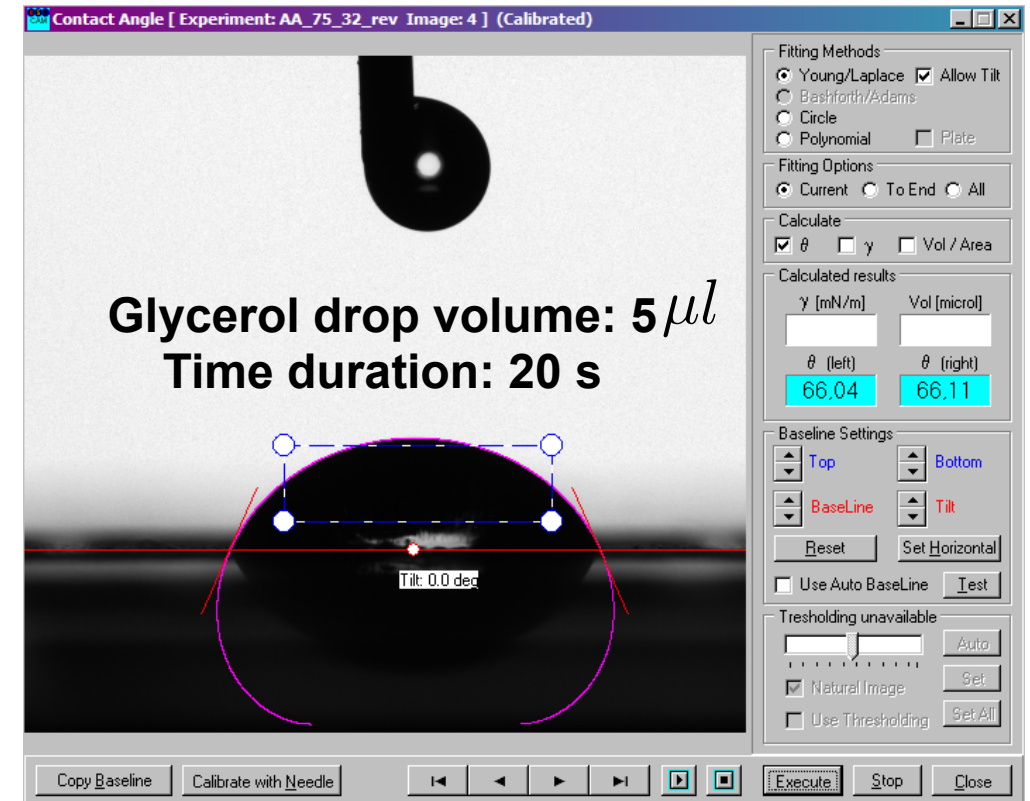 CAM Contact Angle [ Experiment: AA_75_32_rev Image: 4 ] (Calibrated)
Glycerol drop volume: 5 μl
Time duration: 20 s
Tilt: 0.0 deg
Fitting Methods
Young/Laplace Allow Tilt
Bashforth/Adams
Circle
Polynomial Plate
Fitting Options
Current To End All
Calculate
θ γ Vol / Area
Calculated results
γ [mN/m] Vol [microl]
θ (left) θ (right)
66,04 66,11
Baseline Settings
Top Bottom
BaseLine Tilt
Reset Set Horizontal
Use Auto BaseLine Test
Tresholding unavailable
Auto
Natural Image Set
Use Thresholding Set All
Copy Baseline Calibrate with Needle Execute Stop Close